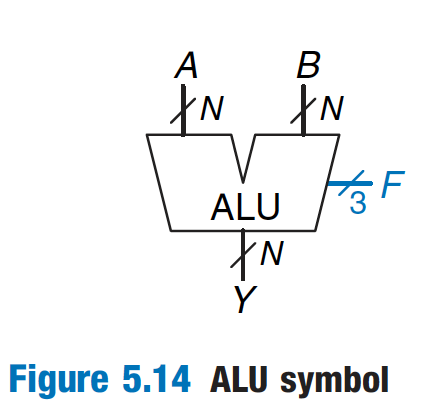 A B
N N
ALU
F
3
N
Y
Figure 5.14 ALU symbol